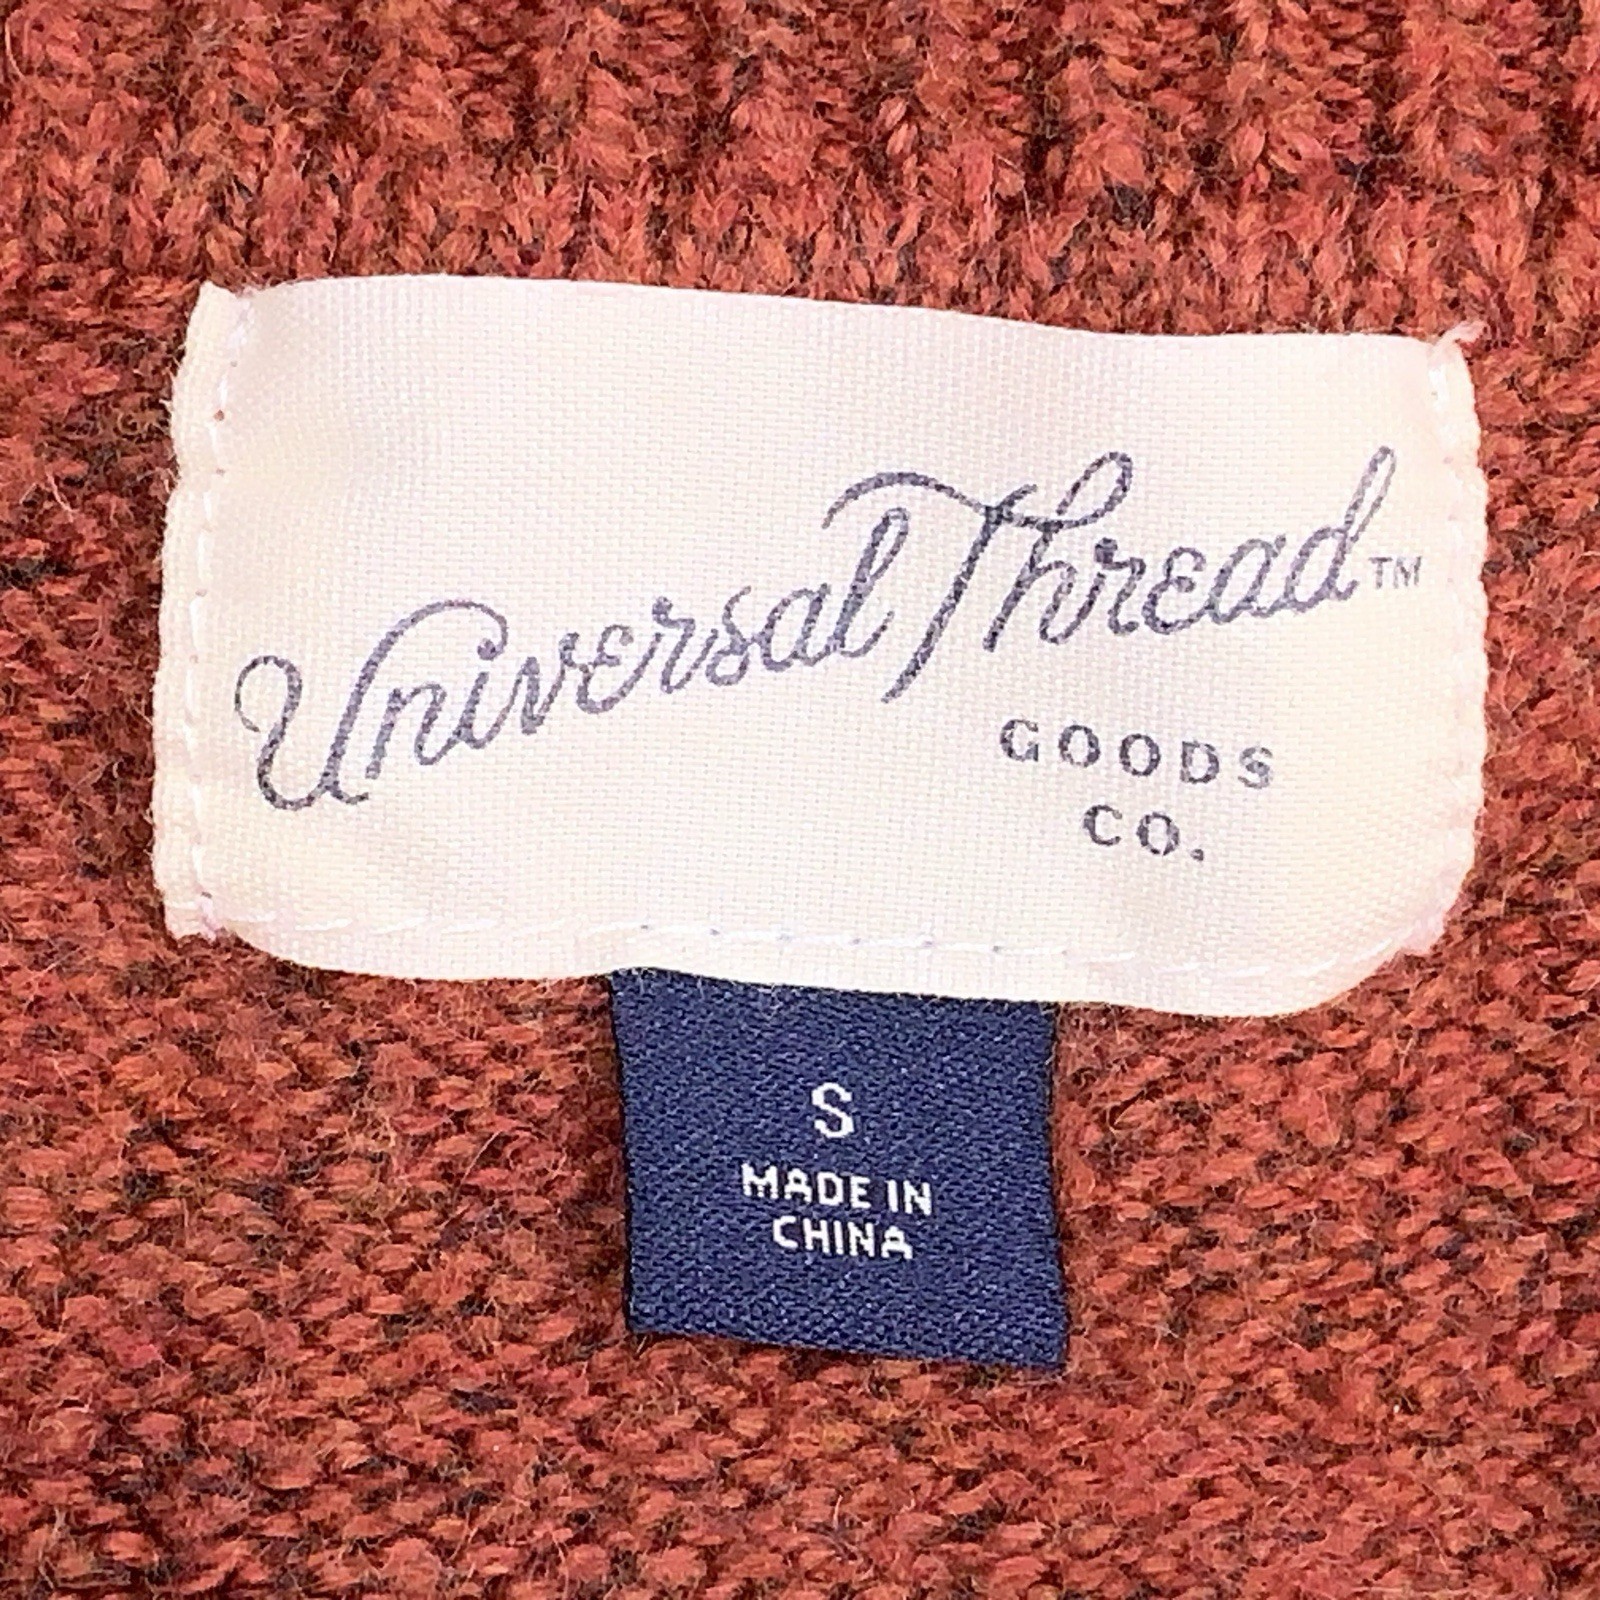 Universal Thread™
GOODS
CO.
S
MADE IN
CHINA